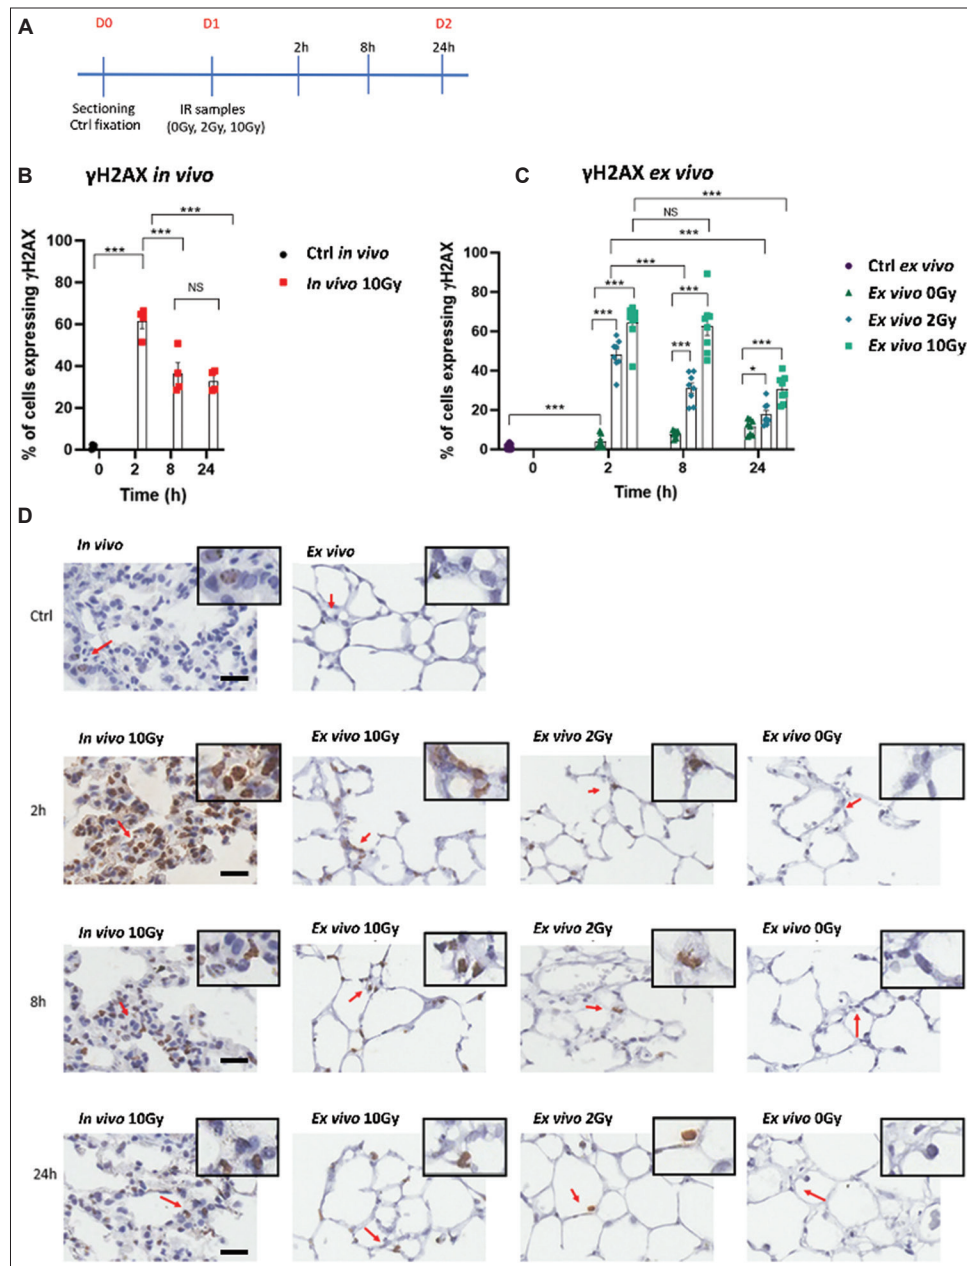 A
D0 D1 D2
2h 8h 24h
Sectioning
Ctrl fixation
IR samples
(0Gy, 2Gy, 10Gy)
B
γH2AX in vivo
% of cells expressing γH2AX
100
80
60
40
20
0
***
***
***
NS
0 2 8 24
Time (h)
Ctrl in vivo
In vivo 10Gy
C
γH2AX ex vivo
% of cells expressing γH2AX
100
80
60
40
20
0
***
NS
***
***
***
***
***
***
***
*
***
0 2 8 24
Time (h)
Ctrl ex vivo
Ex vivo 0Gy
Ex vivo 2Gy
Ex vivo 10Gy
D
In vivo Ex vivo
Ctrl
In vivo 10Gy Ex vivo 10Gy Ex vivo 2Gy Ex vivo 0Gy
2h
In vivo 10Gy Ex vivo 10Gy Ex vivo 2Gy Ex vivo 0Gy
8h
In vivo 10Gy Ex vivo 10Gy Ex vivo 2Gy Ex vivo 0Gy
24h